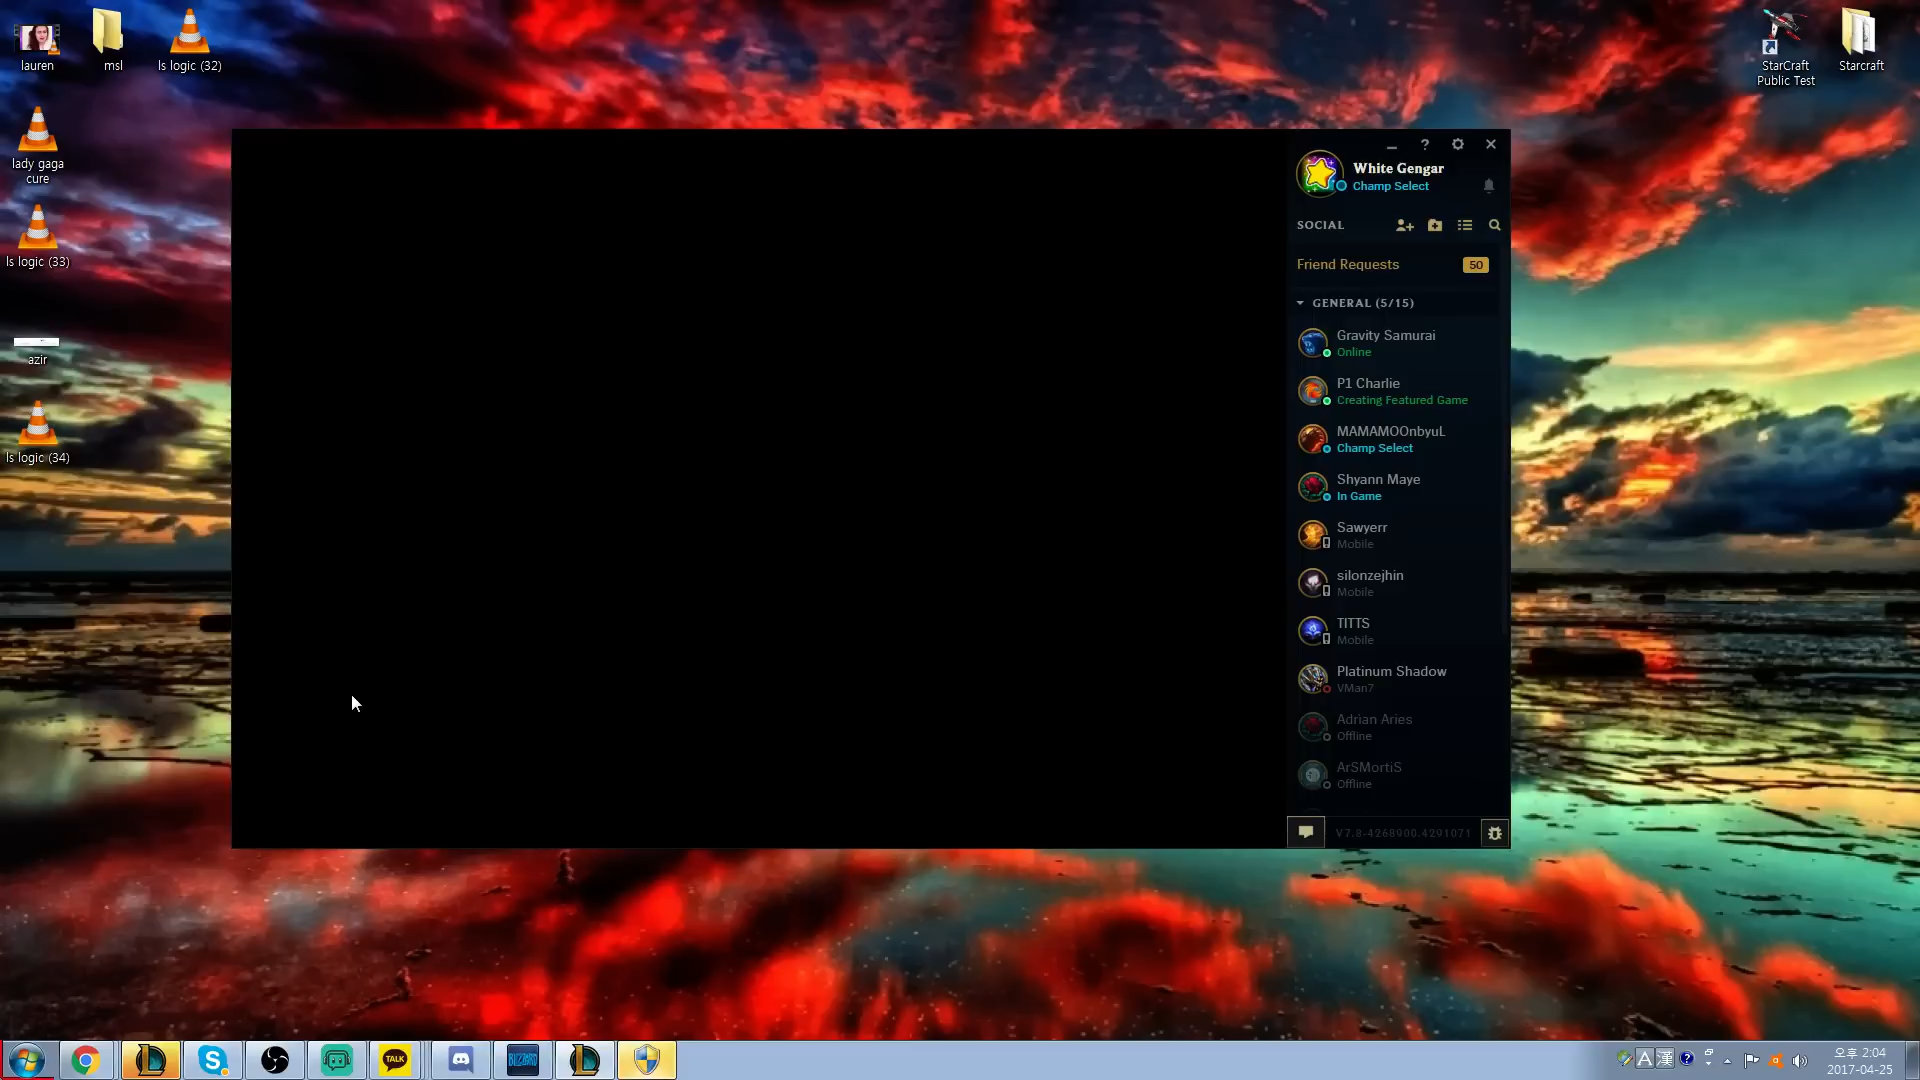 lauren
msl
ls logic (32)
StarCraft
Public Test
Starcraft
lady gaga
cure
ls logic (33)
azir
ls logic (34)
White Gengar
Champ Select
SOCIAL
Friend Requests
50
GENERAL (5/15)
Gravity Samurai
Online
P1 Charlie
Creating Featured Game
MAMAMOOnbyuL
Champ Select
Shyann Maye
In Game
Sawyerr
Mobile
silonzejhin
Mobile
TITTS
Mobile
Platinum Shadow
VMan7
Adrian Aries
Offline
ArSMortiS
Offline
V7.8-4268900.4291071
TALK
BLIZZARD
A 漢
오후 2:04
2017-04-25